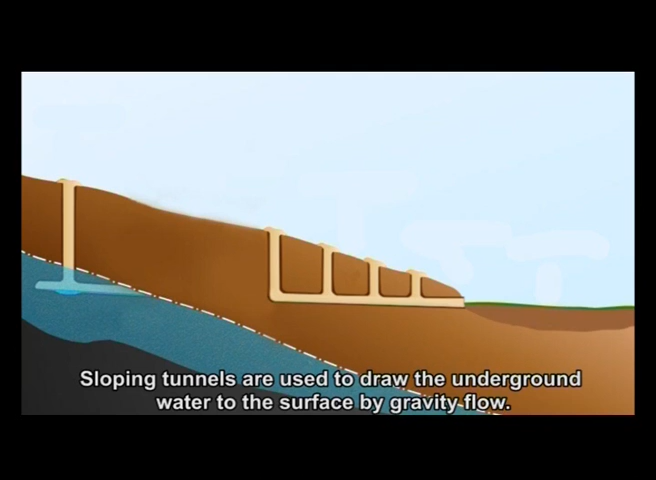 Sloping tunnels are used to draw the underground
water to the surface by gravity flow.